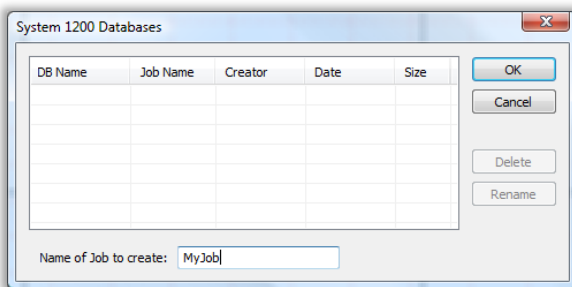 System 1200 Databases
DB Name Job Name Creator Date Size
OK
Cancel
Delete
Rename
Name of Job to create: MyJob